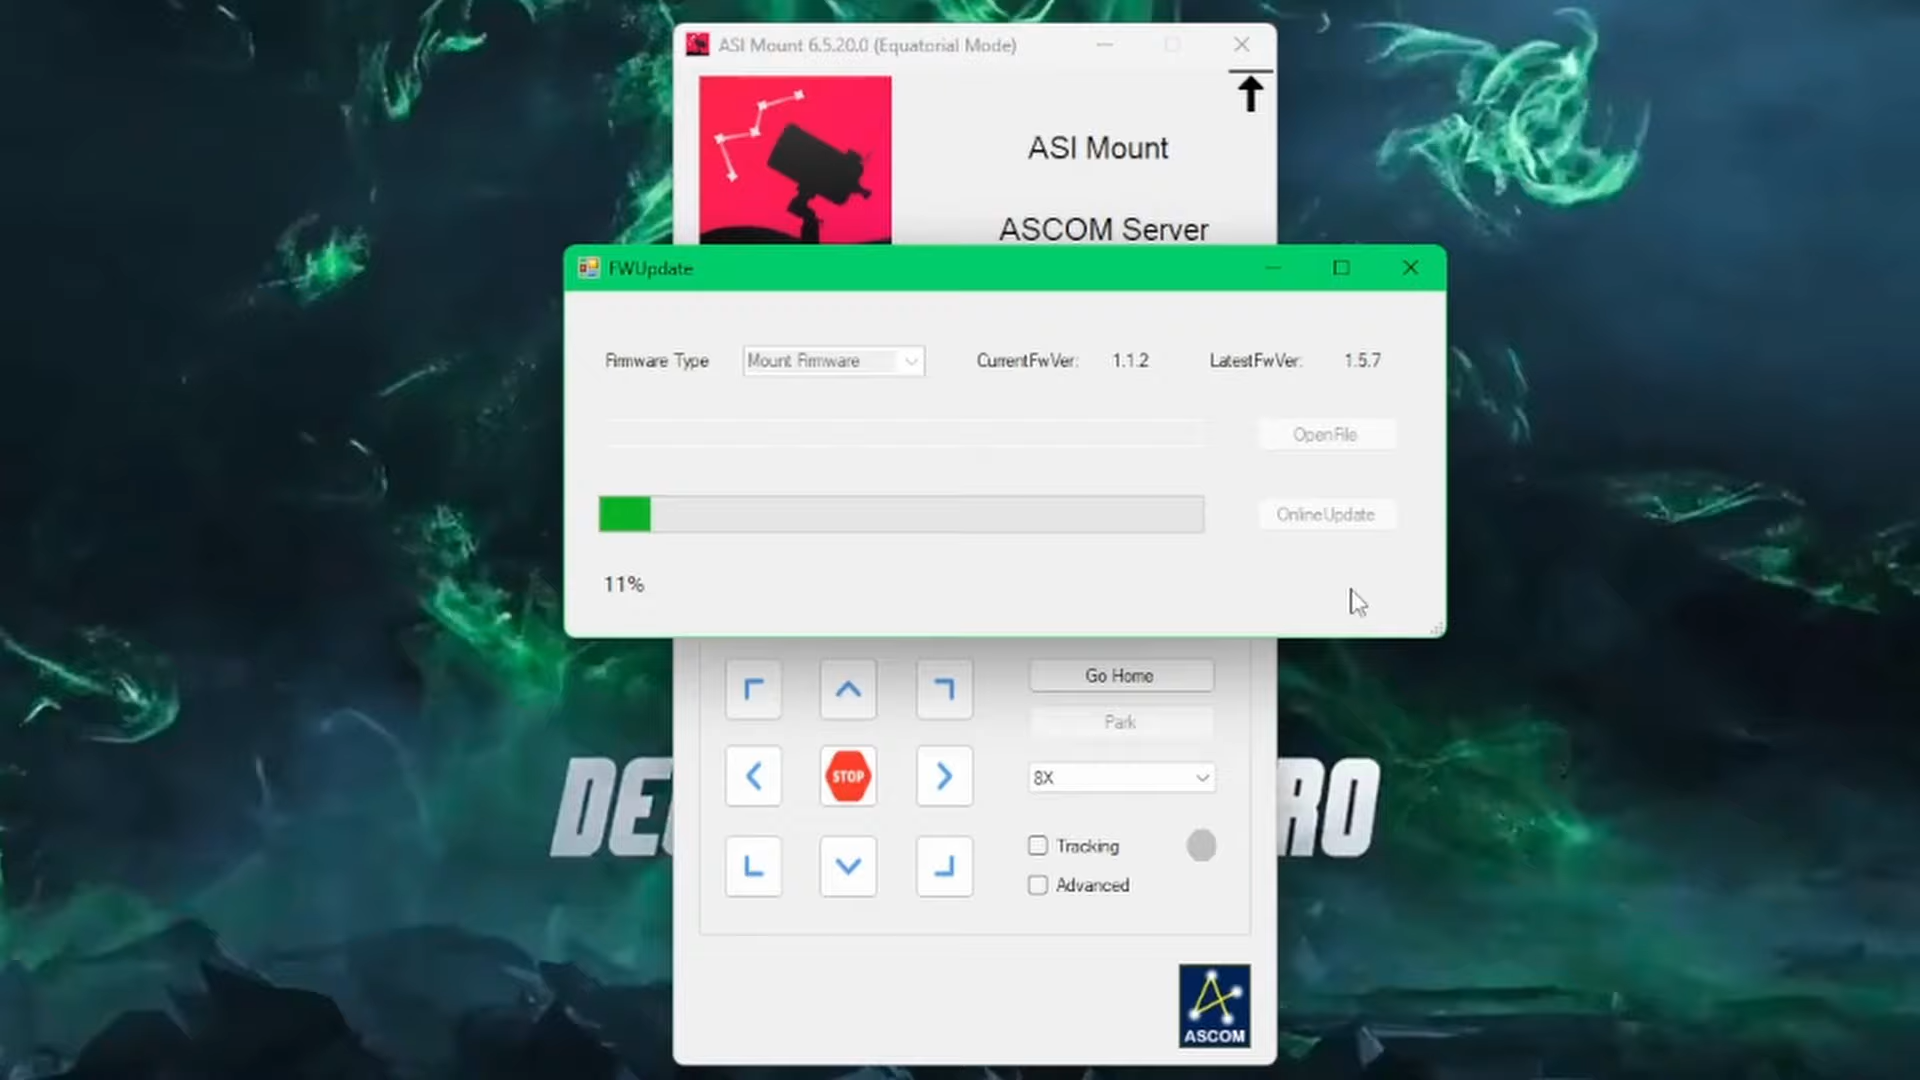 ASI Mount 6.5.20.0 (Equatorial Mode)
ASI Mount
ASCOM Server
FWUpdate
Firmware Type
Mount Firmware
CurrentFwVer:
1.1.2
LatestFwVer:
1.5.7
OpenFile
OnlineUpdate
11%
Go Home
Park
STOP
8X
Tracking
Advanced
ASCOM